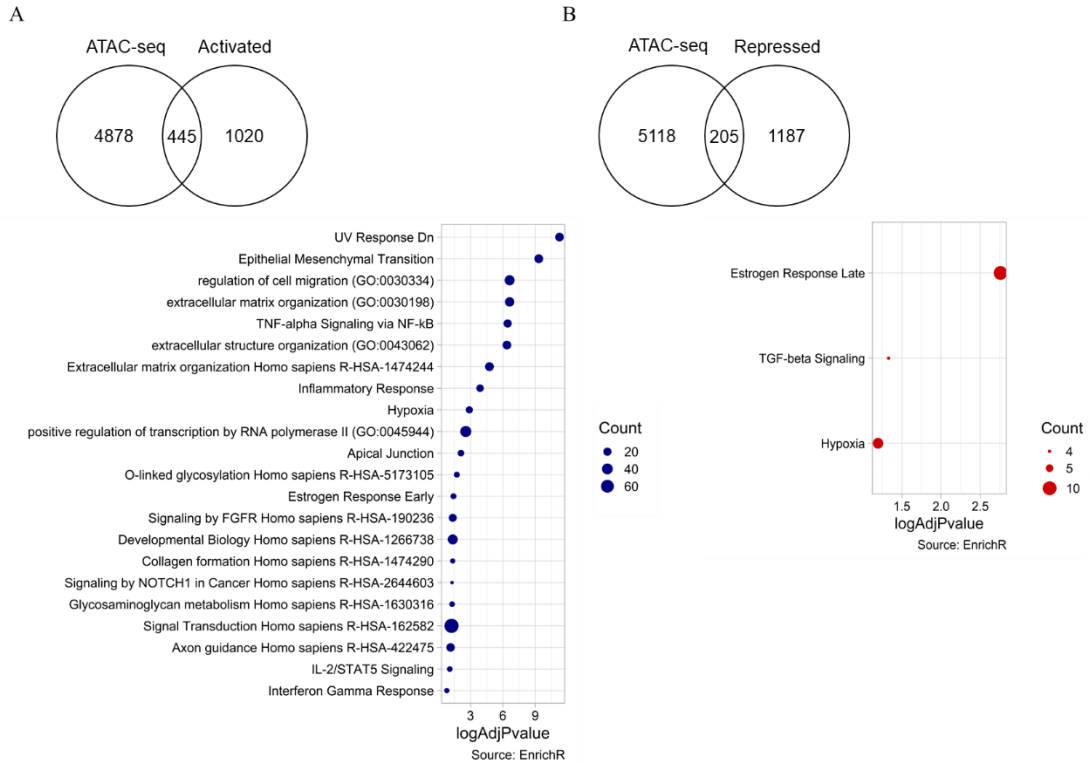 A
ATAC-seq Activated
4878 445 1020
UV Response Dn
Epithelial Mesenchymal Transition
regulation of cell migration (GO:0030334)
extracellular matrix organization (GO:0030198)
TNF-alpha Signaling via NF-kB
extracellular structure organization (GO:0043062)
Extracellular matrix organization Homo sapiens R-HSA-1474244
Inflammatory Response
Hypoxia
positive regulation of transcription by RNA polymerase II (GO:0045944)
Apical Junction
O-linked glycosylation Homo sapiens R-HSA-5173105
Estrogen Response Early
Signaling by FGFR Homo sapiens R-HSA-190236
Developmental Biology Homo sapiens R-HSA-1266738
Collagen formation Homo sapiens R-HSA-1474290
Signaling by NOTCH1 in Cancer Homo sapiens R-HSA-2644603
Glycosaminoglycan metabolism Homo sapiens R-HSA-1630316
Signal Transduction Homo sapiens R-HSA-162582
Axon guidance Homo sapiens R-HSA-422475
IL-2/STAT5 Signaling
Interferon Gamma Response
3 6 9
logAdjPvalue
Source: EnrichR
Count
20
40
60
B
ATAC-seq Repressed
5118 205 1187
Estrogen Response Late
TGF-beta Signaling
Hypoxia
1.5 2.0 2.5
logAdjPvalue
Source: EnrichR
Count
4
5
10